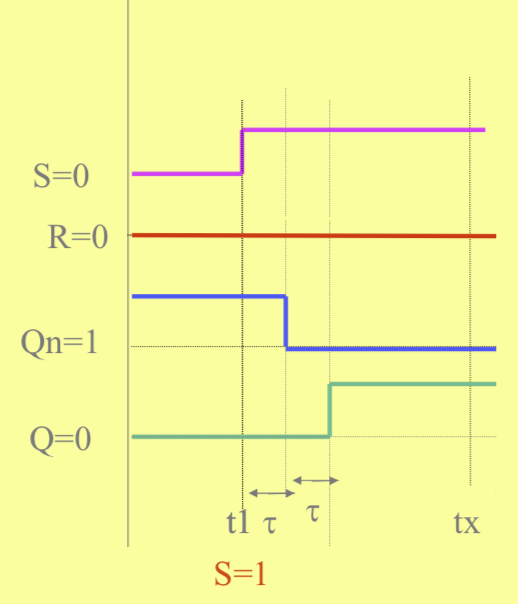 S=0
R=0
Qn=1
Q=0
t1 τ τ tx
S=1